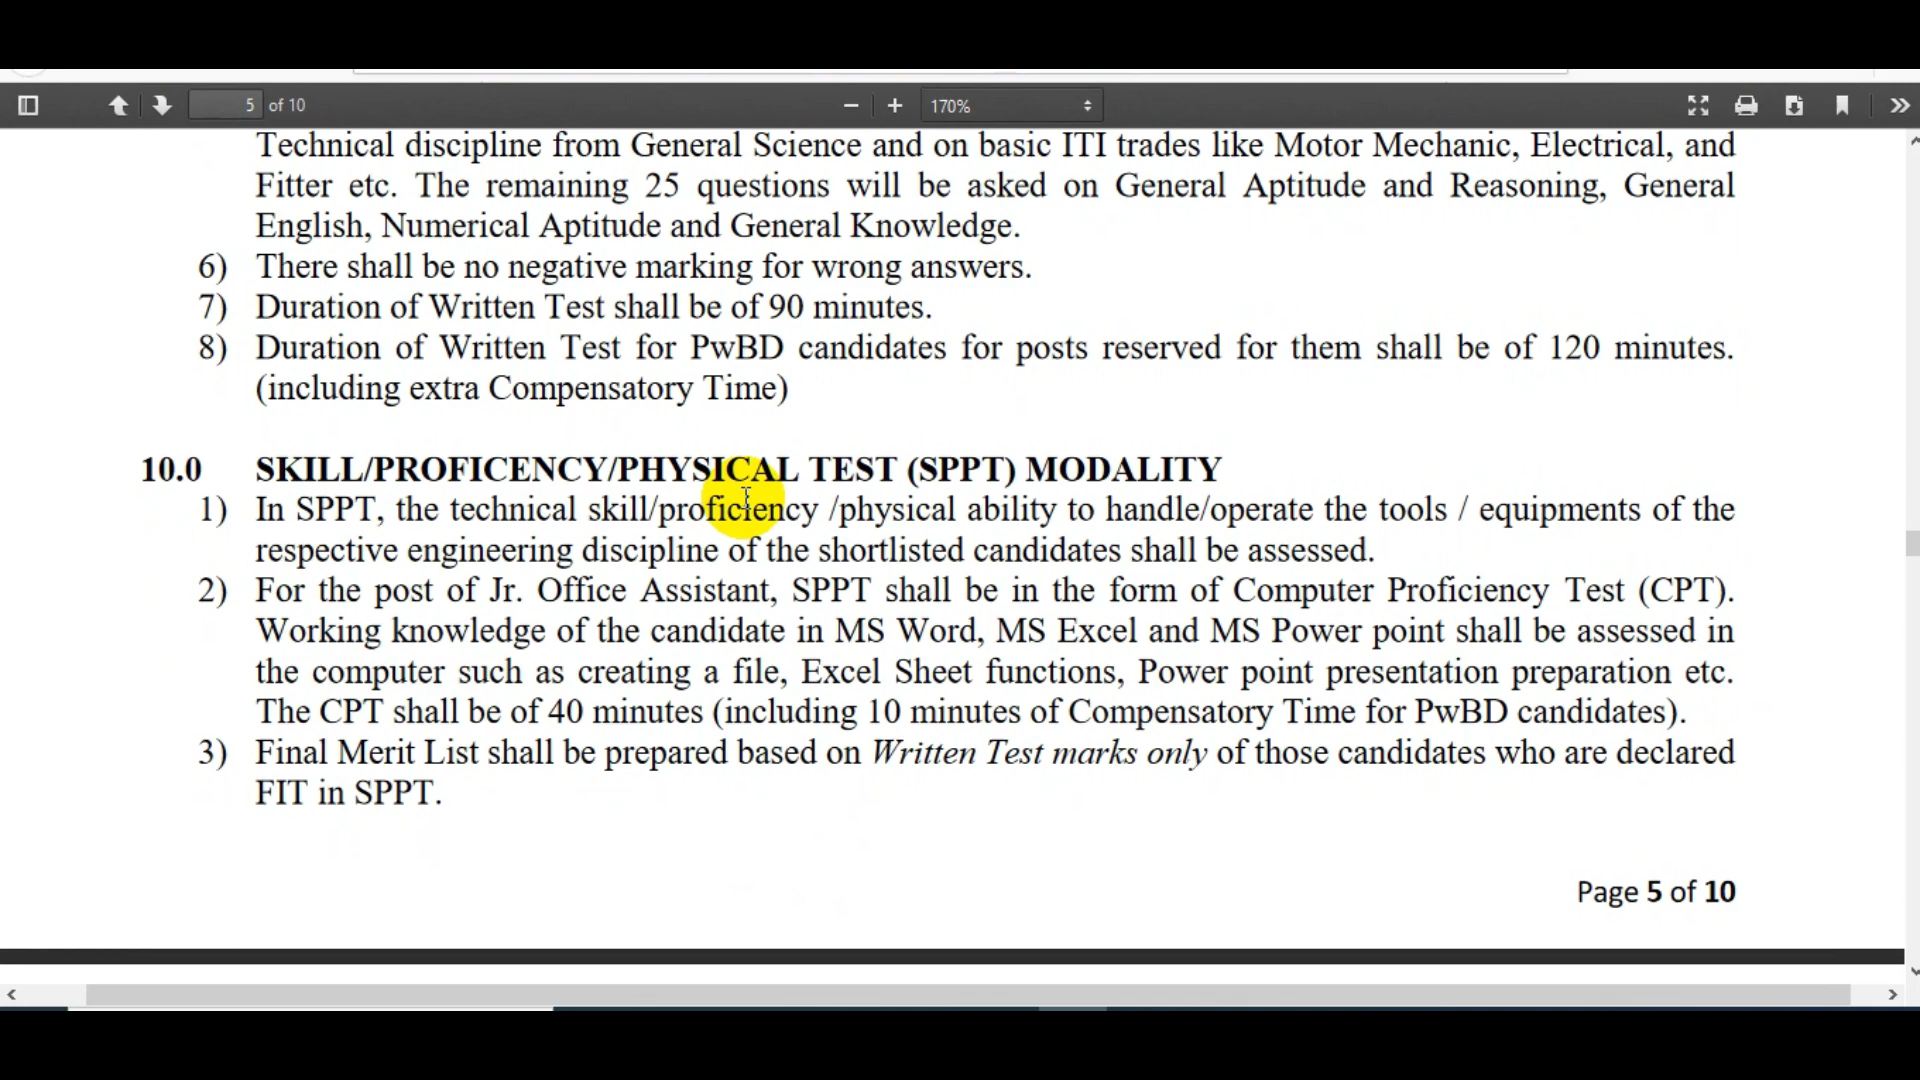 5 of 10
170%
Technical discipline from General Science and on basic ITI trades like Motor Mechanic, Electrical, and
Fitter etc. The remaining 25 questions will be asked on General Aptitude and Reasoning, General
English, Numerical Aptitude and General Knowledge.
6) There shall be no negative marking for wrong answers.
7) Duration of Written Test shall be of 90 minutes.
8) Duration of Written Test for PwBD candidates for posts reserved for them shall be of 120 minutes.
(including extra Compensatory Time)
10.0 SKILL/PROFICENCY/PHYSICAL TEST (SPPT) MODALITY
1) In SPPT, the technical skill/proficiency /physical ability to handle/operate the tools / equipments of the
respective engineering discipline of the shortlisted candidates shall be assessed.
2) For the post of Jr. Office Assistant, SPPT shall be in the form of Computer Proficiency Test (CPT).
Working knowledge of the candidate in MS Word, MS Excel and MS Power point shall be assessed in
the computer such as creating a file, Excel Sheet functions, Power point presentation preparation etc.
The CPT shall be of 40 minutes (including 10 minutes of Compensatory Time for PwBD candidates).
3) Final Merit List shall be prepared based on Written Test marks only of those candidates who are declared
FIT in SPPT.
Page 5 of 10